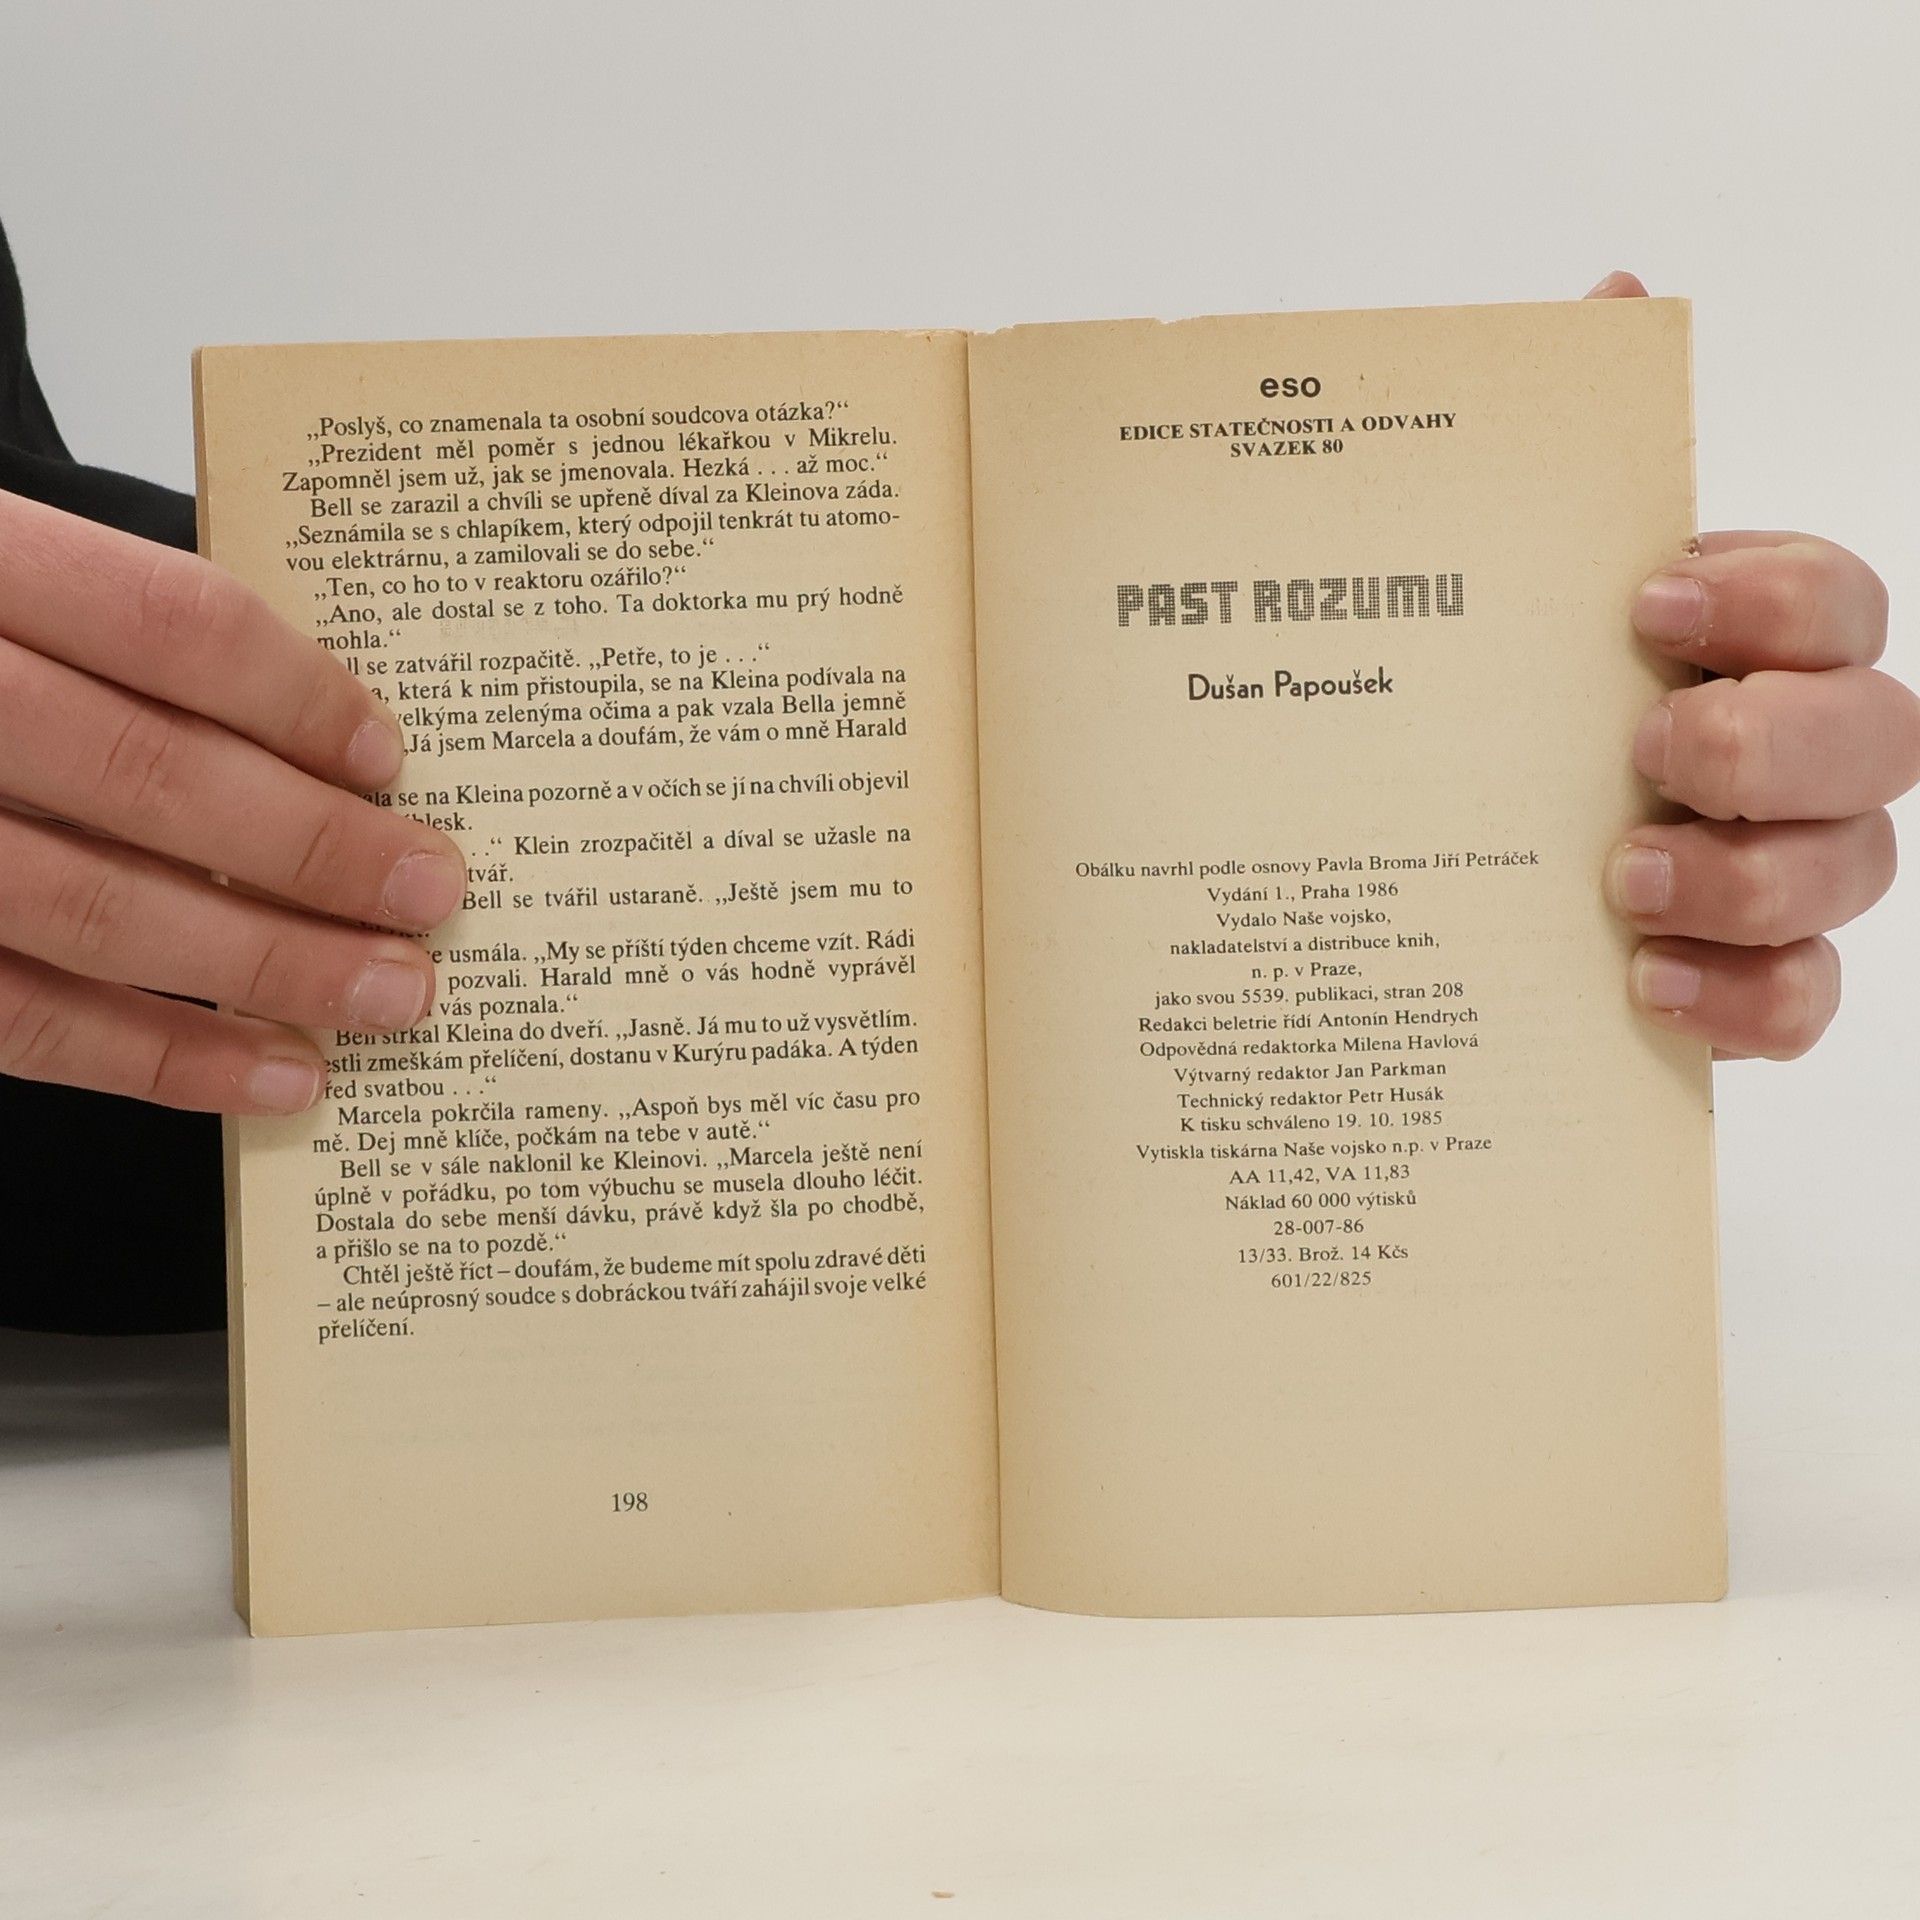 „Poslyš, co znamenala ta osobní soudcova otázka?“
„Prezident měl poměr s jednou lékařkou v Mikrelu.
Zapomněl jsem už, jak se jmenovala. Hezká . . . až moc.“
Bell se zarazil a chvíli se upřeně díval za Kleinova záda.
„Seznámila se s chlapíkem, který odpojil tenkrát tu atomo-
vou elektrárnu, a zamilovali se do sebe.“
„Ten, co ho to v reaktoru ozářilo?“
„Ano, ale dostal se z toho. Ta doktorka mu prý hodně
mohla.“
se zatvářil rozpačitě. „Petře, to je . . .“
která k nim přistoupila, se na Kleina podívala na
velkýma zelenýma očima a pak vzala Bella jemně
„Já jsem Marcela a doufám, že vám o mně Harald
se na Kleina pozorně a v očích se jí na chvíli objevil
. .“ Klein zrozpačitěl a díval se užasle na
tvář.
Bell se tvářil ustaraně. „Ještě jsem mu to
usmála. „My se příští týden chceme vzít. Rádi
pozvali. Harald mně o vás hodně vyprávěl
vás poznala.“
Bell strkal Kleina do dveří. „Jasně. Já mu to už vysvětlím.
estli zmeškám přelíčení, dostanu v Kurýru padáka. A týden
řed svatbou . . .“
Marcela pokrčila rameny. „Aspoň bys měl víc času pro
mě. Dej mně klíče, počkám na tebe v autě.“
Bell se v sále naklonil ke Kleinovi. „Marcela ještě není
úplně v pořádku, po tom výbuchu se musela dlouho léčit.
Dostala do sebe menší dávku, právě když šla po chodbě,
a přišlo se na to pozdě.“
Chtěl ještě říct – doufám, že budeme mít spolu zdravé děti
– ale neúprosný soudce s dobráckou tváří zahájil svoje velké
přelíčení.
198
eso
EDICE STATEČNOSTI A ODVAHY
SVAZEK 80
PAST ROZUMU
Dušan Papoušek
Obálku navrhl podle osnovy Pavla Broma Jiří Petráček
Vydání 1., Praha 1986
Vydalo Naše vojsko,
nakladatelství a distribuce knih,
n. p. v Praze,
jako svou 5539. publikaci, stran 208
Redakci beletrie řídí Antonín Hendrych
Odpovědná redaktorka Milena Havlová
Výtvarný redaktor Jan Parkman
Technický redaktor Petr Husák
K tisku schváleno 19. 10. 1985
Vytiskla tiskárna Naše vojsko n.p. v Praze
AA 11,42, VA 11,83
Náklad 60 000 výtisků
28-007-86
13/33. Brož. 14 Kčs
601/22/825